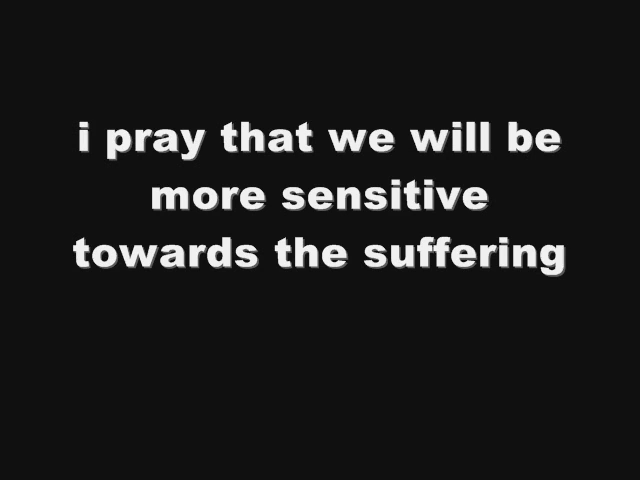 i pray that we will be
more sensitive
towards the suffering